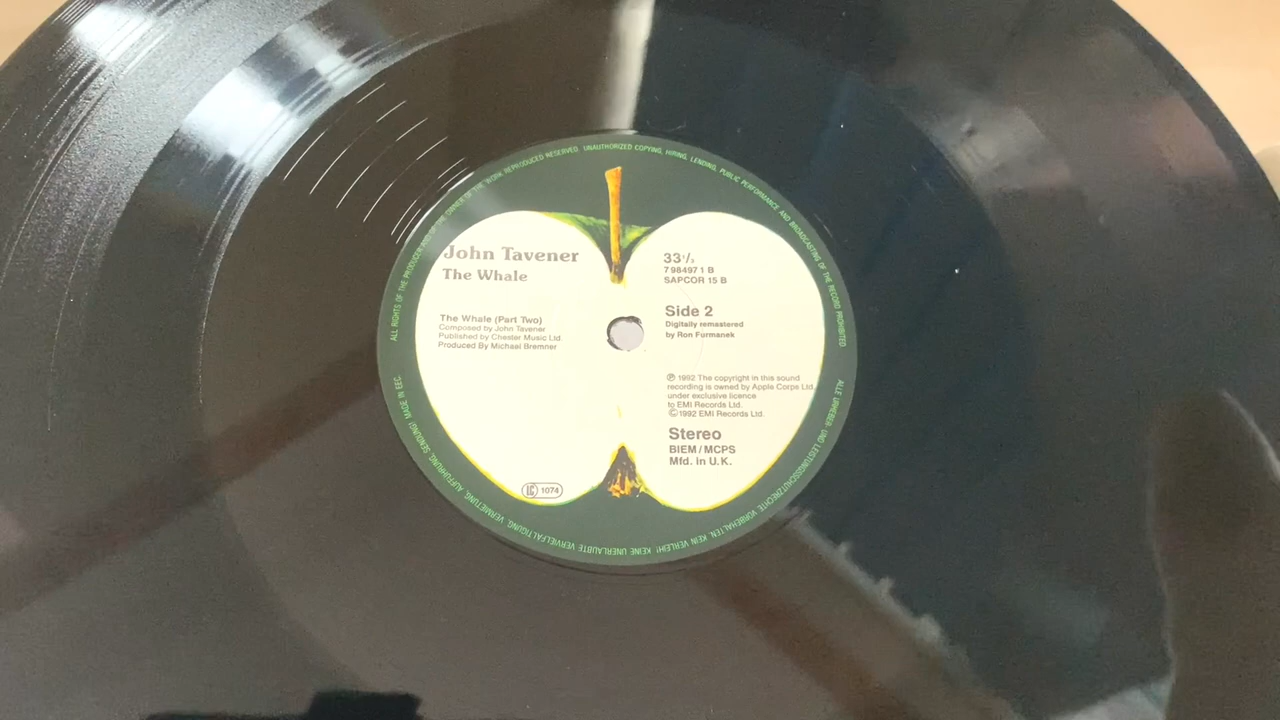 John Tavener
The Whale
The Whale (Part Two)
Composed by John Tavener
Published by Chester Music Ltd.
Produced By Michael Bremner
33⅓
7 98497 1 B
SAPCOR 15 B
Side 2
Digitally remastered
by Ron Furmanek
℗ 1992 The copyright in this sound
recording is owned by Apple Corps Ltd.
under exclusive licence
to EMI Records Ltd.
© 1992 EMI Records Ltd.
Stereo
BIEM / MCPS
Mfd. in U.K.
LC 1074
ALL RIGHTS OF THE PRODUCER AND OF THE OWNER OF THE WORK REPRODUCED RESERVED. UNAUTHORIZED COPYING, HIRING, LENDING, PUBLIC PERFORMANCE AND BROADCASTING OF THE RECORD PROHIBITED
ALLE URHEBER- UND LEISTUNGSSCHUTZRECHTE VORBEHALTEN. KEIN VERLEIH! KEINE UNERLAUBTE VERVIELFÄLTIGUNG, VERMIETUNG, AUFFÜHRUNG, SENDUNG! MADE IN EEC.